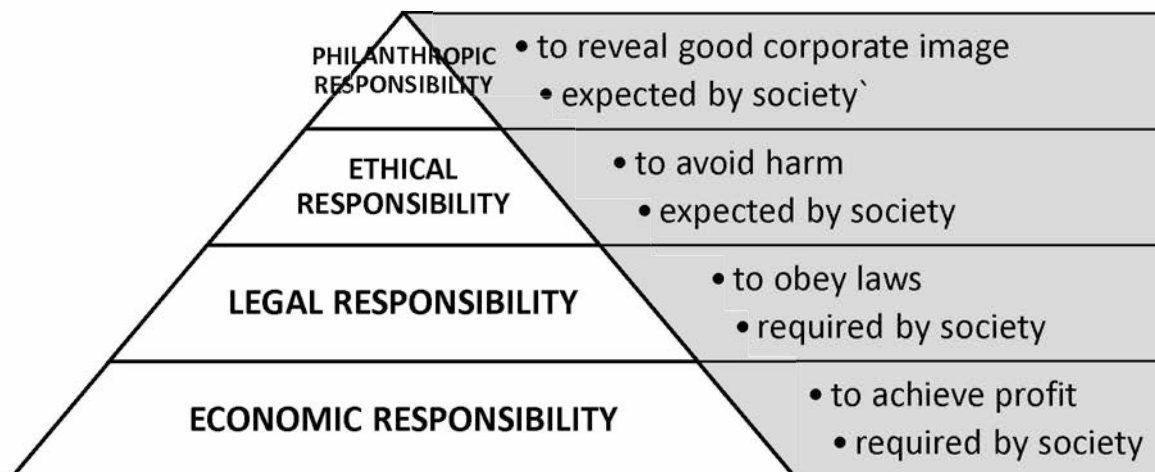 PHILANTHROPIC
RESPONSIBILITY
• to reveal good corporate image
• expected by society`
ETHICAL
RESPONSIBILITY
• to avoid harm
• expected by society
LEGAL RESPONSIBILITY
• to obey laws
• required by society
ECONOMIC RESPONSIBILITY
• to achieve profit
• required by society